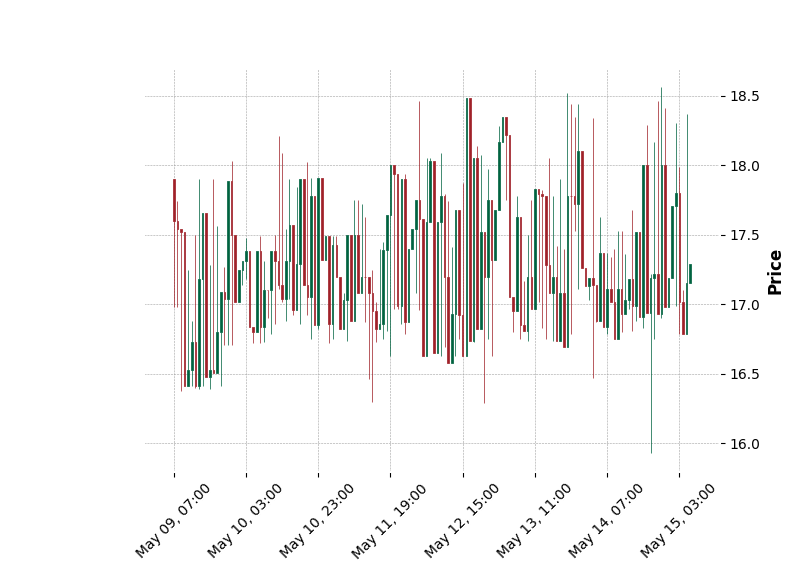 18.5
18.0
17.5
17.0
16.5
16.0
Price
May 09, 07:00
May 10, 03:00
May 10, 23:00
May 11, 19:00
May 12, 15:00
May 13, 11:00
May 14, 07:00
May 15, 03:00